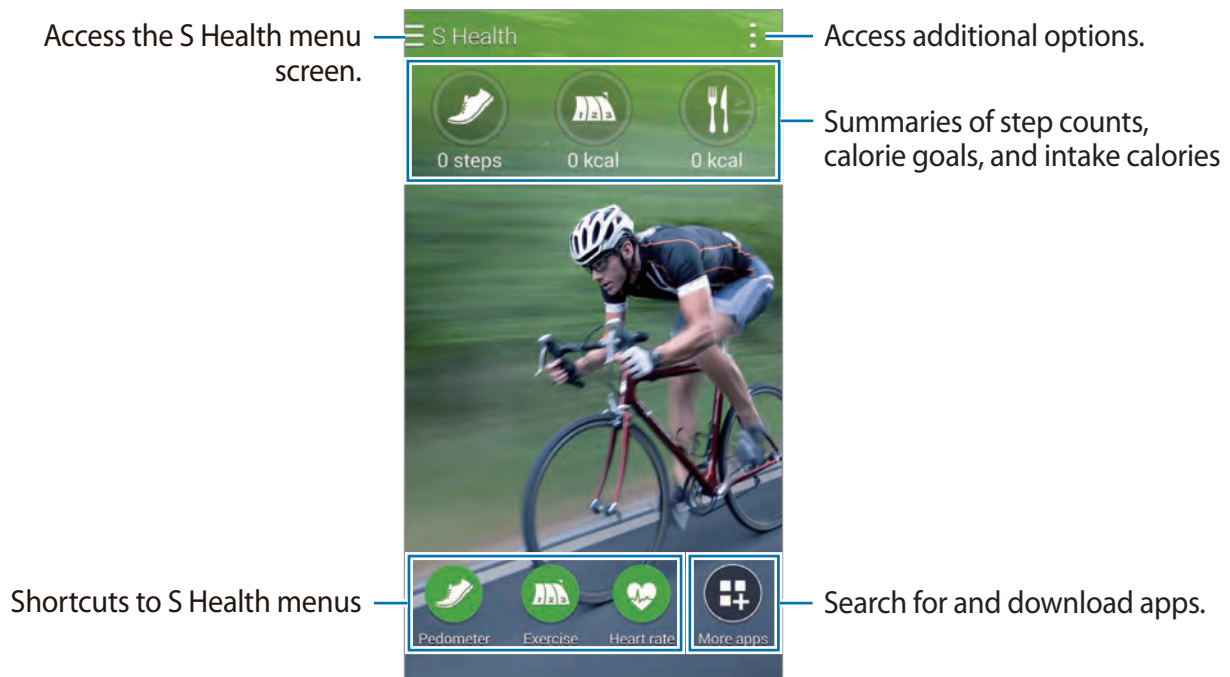 Access the S Health menu
screen.
S Health
Access additional options.
0 steps
0 kcal
0 kcal
Summaries of step counts,
calorie goals, and intake calories
Shortcuts to S Health menus
Pedometer
Exercise
Heart rate
More apps
Search for and download apps.